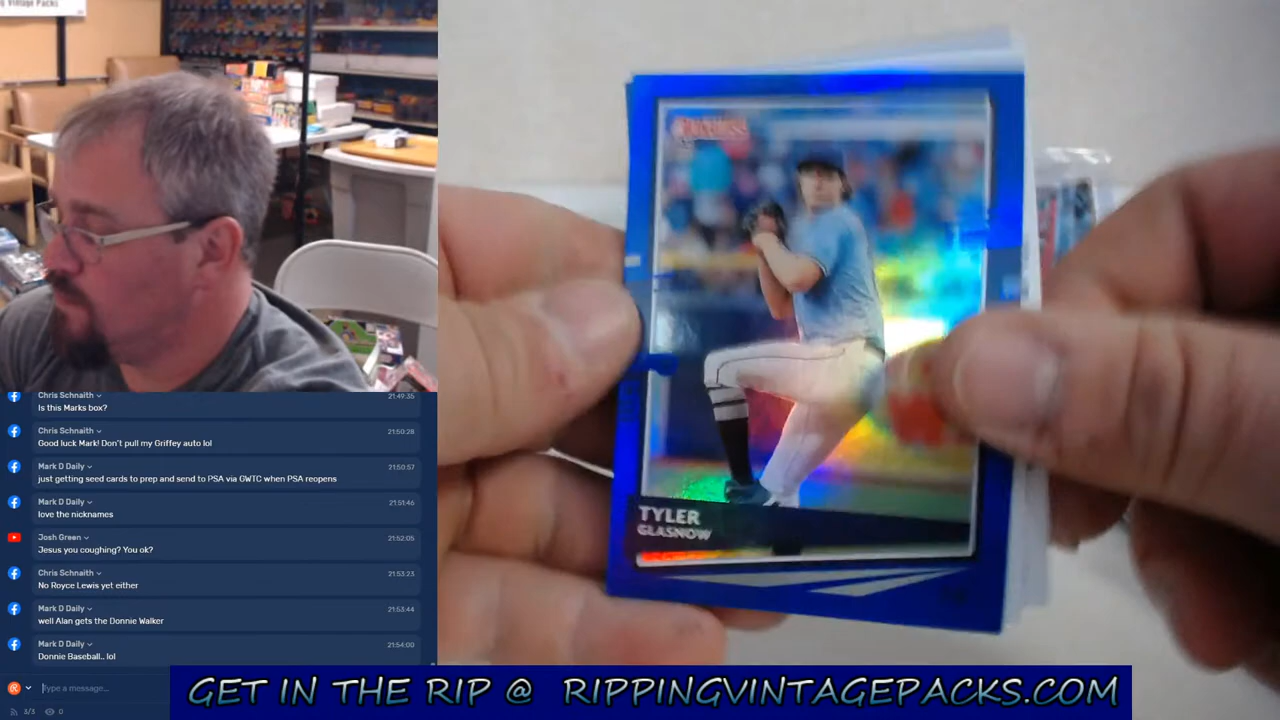 ng Vintage Packs
Chris Schnaith
21:49:35
Is this Marks box?
Chris Schnaith
21:50:28
Good luck Mark! Don't pull my Griffey auto lol
Mark D Daily
21:50:57
just getting seed cards to prep and send to PSA via GWTC when PSA reopens
Mark D Daily
21:51:46
love the nicknames
Josh Green
21:52:05
Jesus you coughing? You ok?
Chris Schnaith
21:53:23
No Royce Lewis yet either
Mark D Daily
21:53:44
well Alan gets the Donnie Walker
Mark D Daily
21:54:00
Donnie Baseball.. lol
Type a message...
3/3 0
TYLER
GLASNOW
GET IN THE RIP @ RIPPINGVINTAGEPACKS.COM